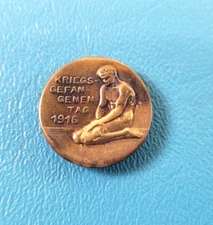 KRIEGS-
GEFAN-
GENEN
TAG
1916